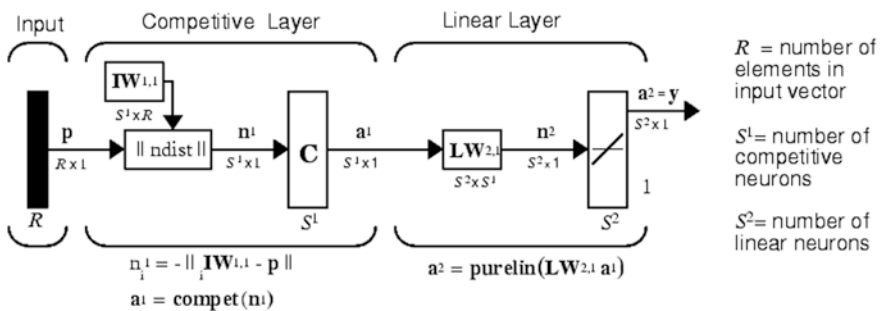 Input
Competitive Layer
Linear Layer
IW1,1
S1xR
p
Rx1
|| ndist ||
n1
S1x1
C
a1
S1x1
LW2,1
S2xS1
n2
S2x1
a2 = y
S2x1
1
R
S1
S2
ni1 = - || iIW1,1 - p ||
a1 = compet(n1)
a2 = purelin(LW2,1 a1)
R = number of
elements in
input vector
S1= number of
competitive
neurons
S2= number of
linear neurons